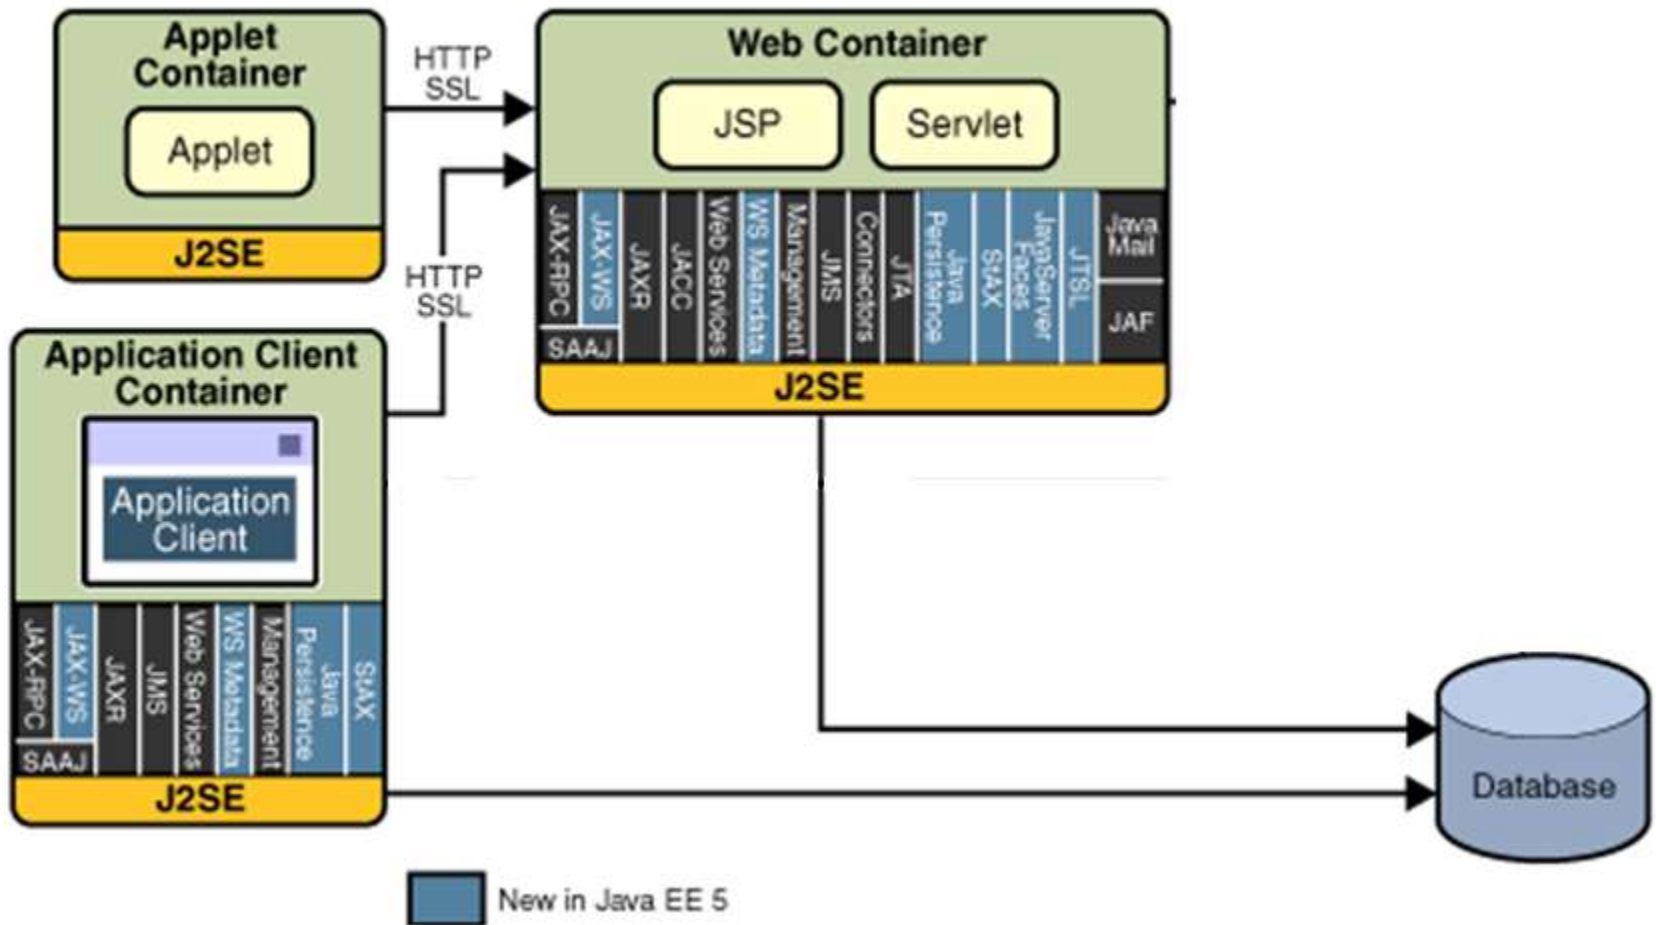 Applet
Container
Applet
J2SE
HTTP
SSL
Web Container
JSP
Servlet
JAX-RPC
JAX-WS
SAAJ
JAXR
JACC
Web Services
WS Metadata
Management
JMS
Connectors
JTA
Java
Persistence
StAX
JavaServer
Faces
JTSL
Java
Mail
JAF
J2SE
HTTP
SSL
Application Client
Container
Application
Client
JAX-RPC
JAX-WS
SAAJ
JAXR
JMS
Web Services
WS Metadata
Management
Java
Persistence
StAX
J2SE
Database
New in Java EE 5